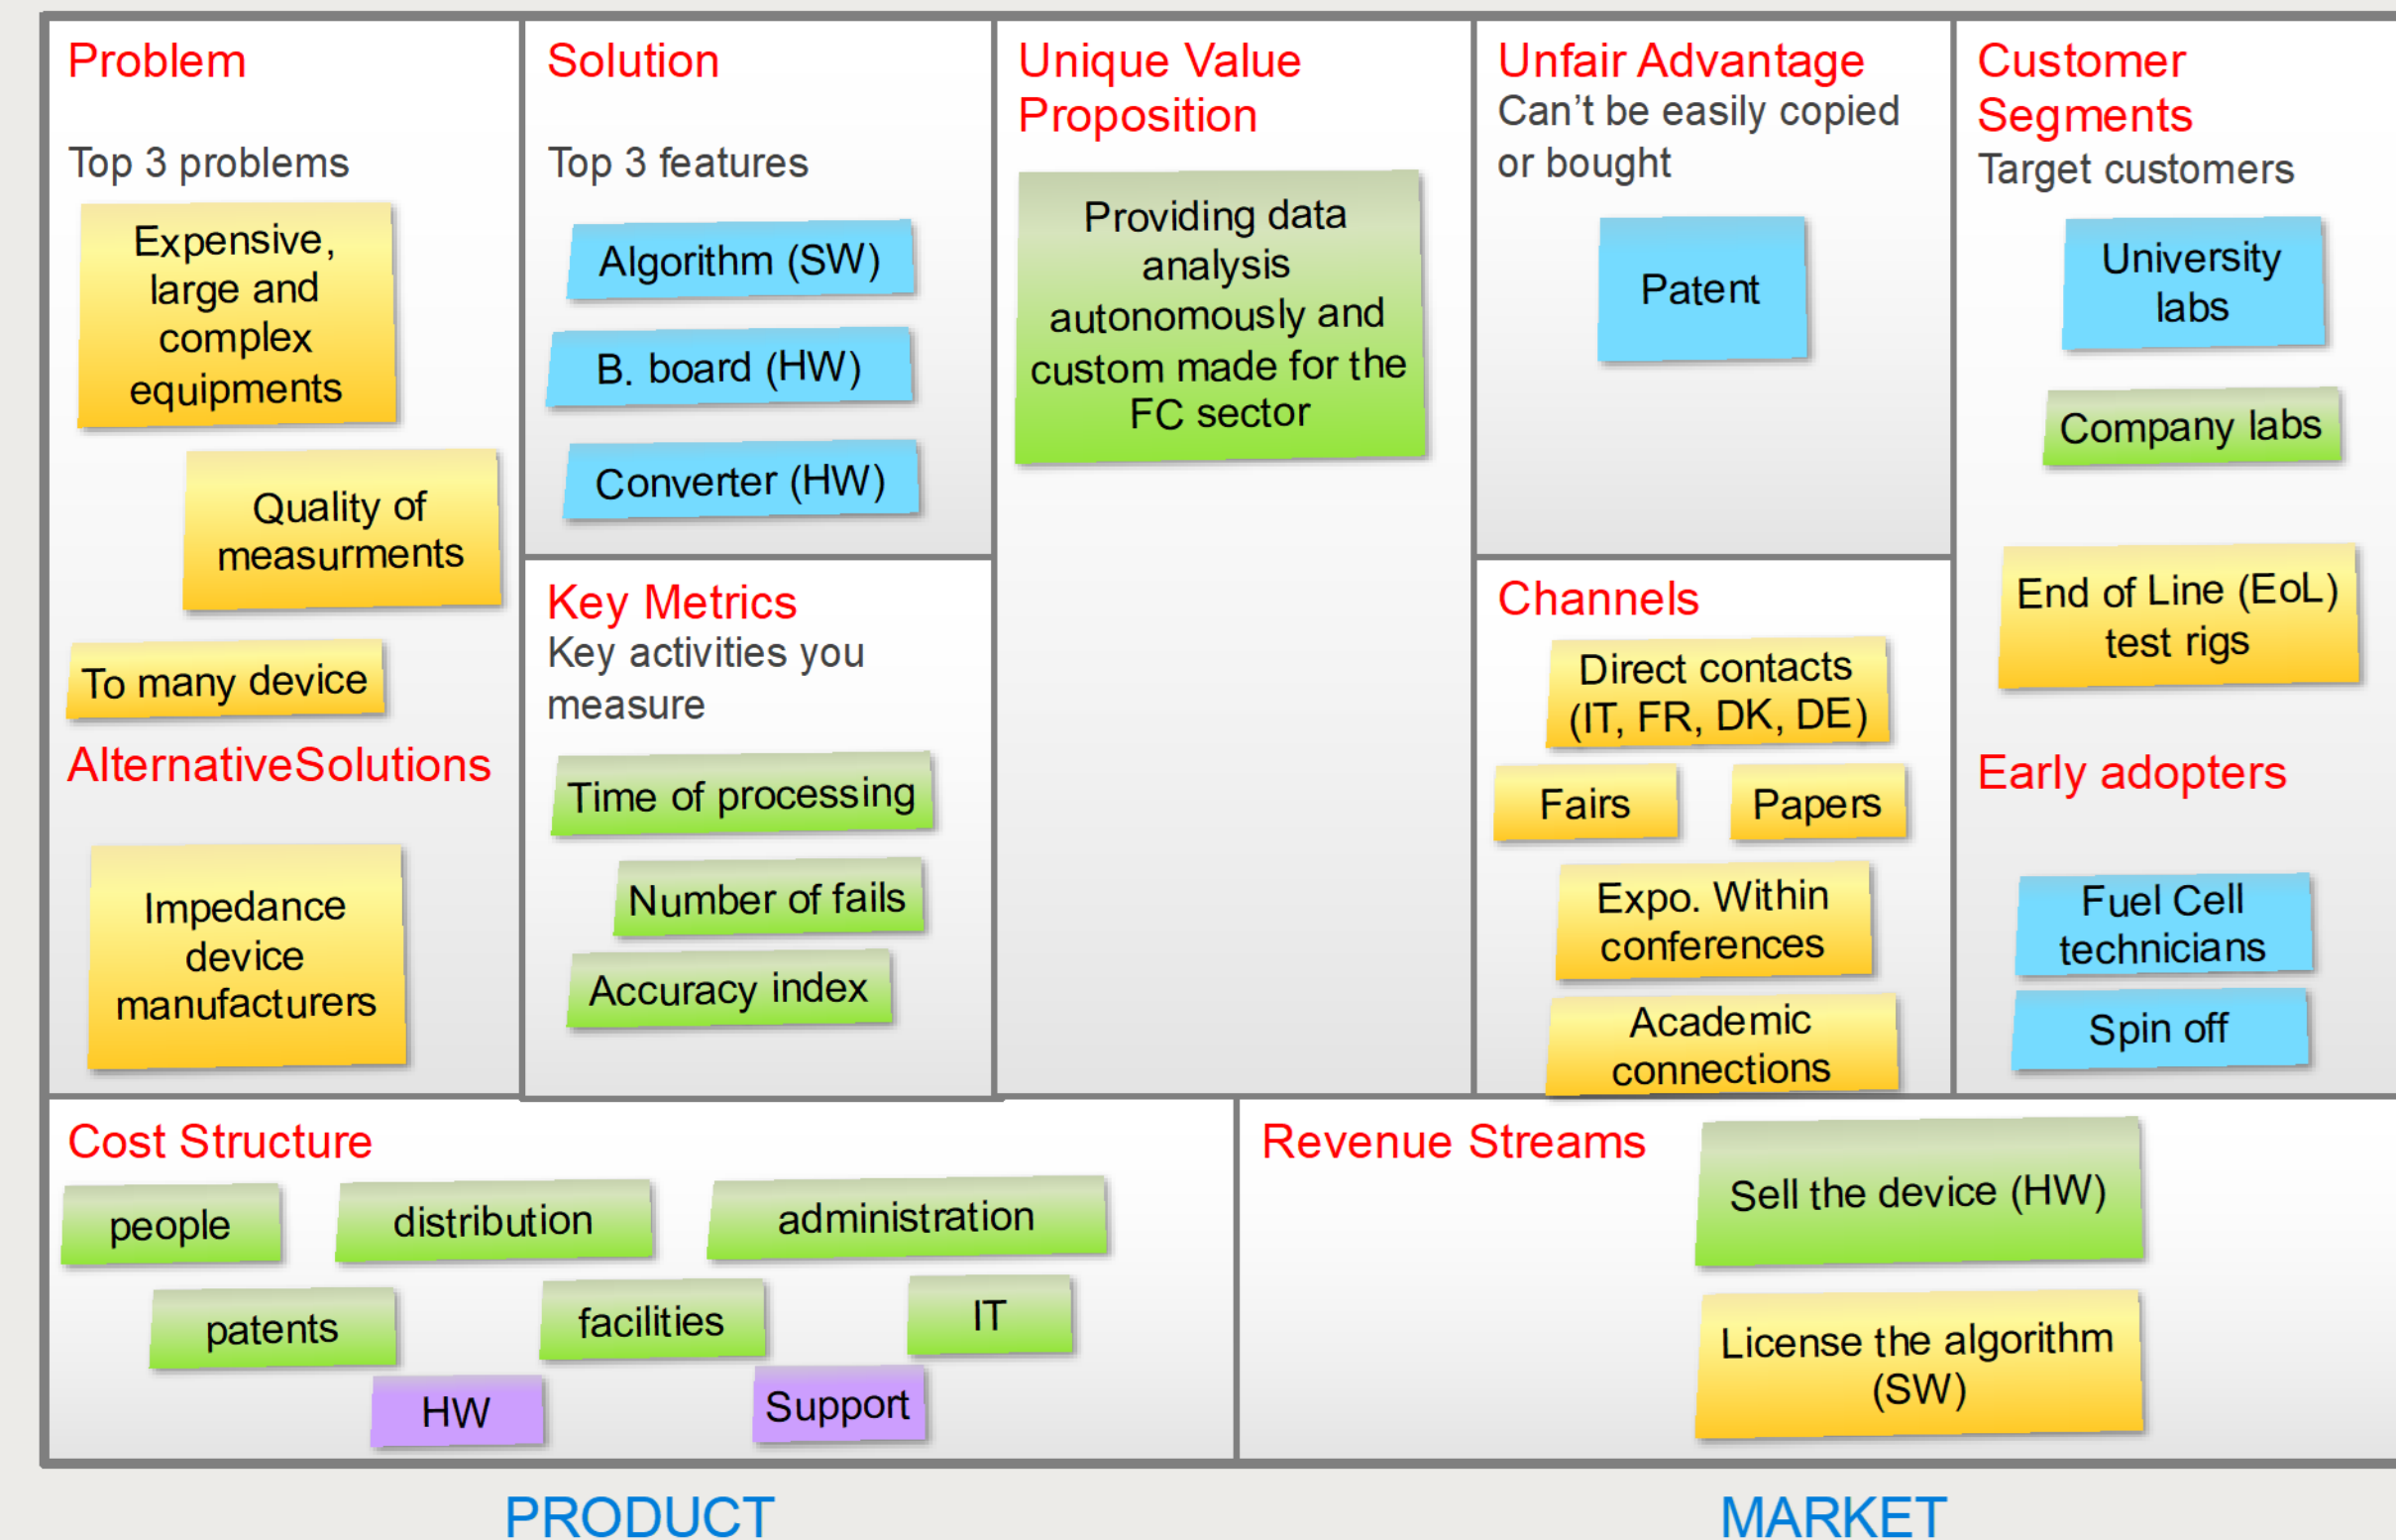 Problem
Top 3 problems
Expensive,
large and
complex
equipments
Quality of
measurments
To many device
AlternativeSolutions
Impedance
device
manufacturers
Solution
Top 3 features
Algorithm (SW)
B. board (HW)
Converter (HW)
Key Metrics
Key activities you
measure
Time of processing
Number of fails
Accuracy index
Unique Value
Proposition
Providing data
analysis
autonomously and
custom made for the
FC sector
Unfair Advantage
Can't be easily copied
or bought
Patent
Channels
Direct contacts
(IT, FR, DK, DE)
Fairs
Papers
Expo. Within
conferences
Academic
connections
Customer
Segments
Target customers
University
labs
Company labs
End of Line (EoL)
test rigs
Early adopters
Fuel Cell
technicians
Spin off
Cost Structure
people
distribution
administration
patents
facilities
IT
HW
Support
Revenue Streams
Sell the device (HW)
License the algorithm
(SW)
PRODUCT
MARKET